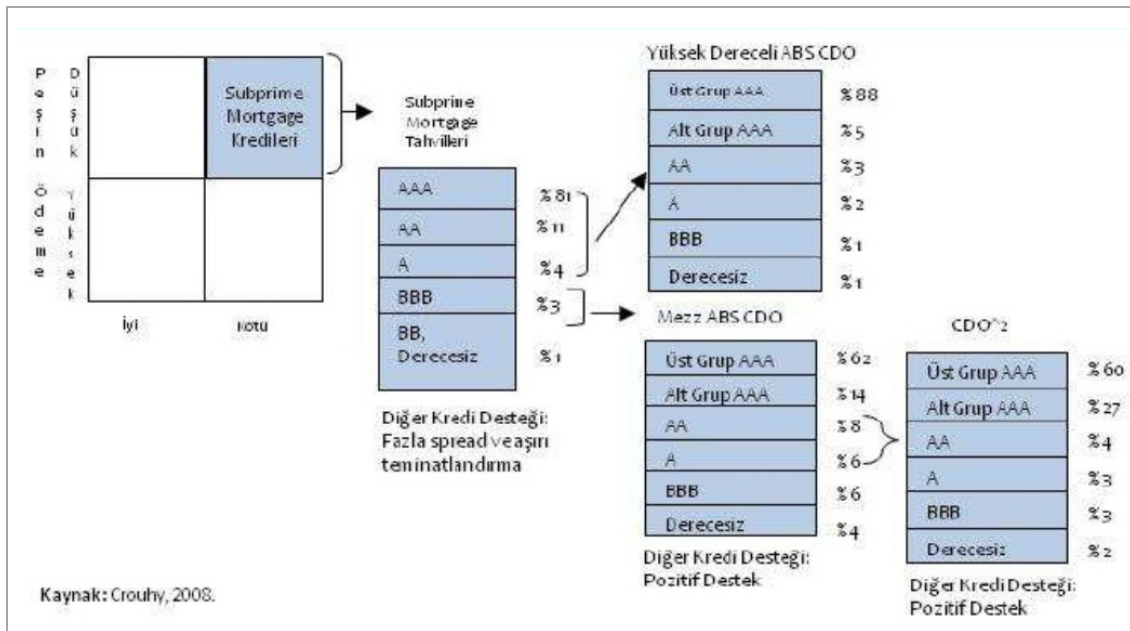 Peşin Ödeme
Düşük
Yüksek
Subprime
Mortgage
Kredileri
İyi
Kötü
Subprime
Mortgage
Tahvilleri
AAA %81
AA %11
A %4
BBB %3
BB,
Derecesiz %1
Diğer Kredi Desteği:
Fazla spread ve aşırı
teminatlandırma
Yüksek Dereceli ABS CDO
Üst Grup AAA %88
Alt Grup AAA %5
AA %3
A %2
BBB %1
Derecesiz %1
Mezz ABS CDO
Üst Grup AAA %62
Alt Grup AAA %14
AA %8
A %6
BBB %6
Derecesiz %4
Diğer Kredi Desteği:
Pozitif Destek
CDO^2
Üst Grup AAA %60
Alt Grup AAA %27
AA %4
A %3
BBB %3
Derecesiz %2
Diğer Kredi Desteği:
Pozitif Destek
Kaynak: Crouhy, 2008.